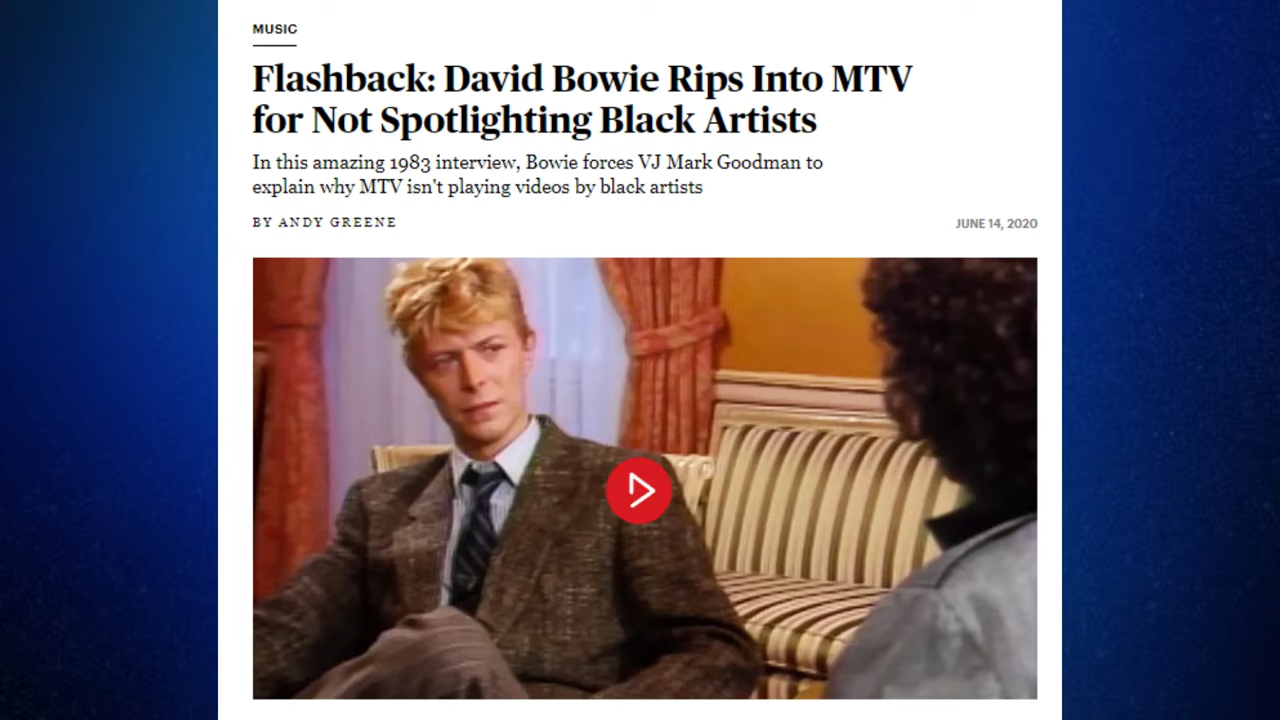 MUSIC
Flashback: David Bowie Rips Into MTV
for Not Spotlighting Black Artists
In this amazing 1983 interview, Bowie forces VJ Mark Goodman to
explain why MTV isn't playing videos by black artists
BY ANDY GREENE
JUNE 14, 2020